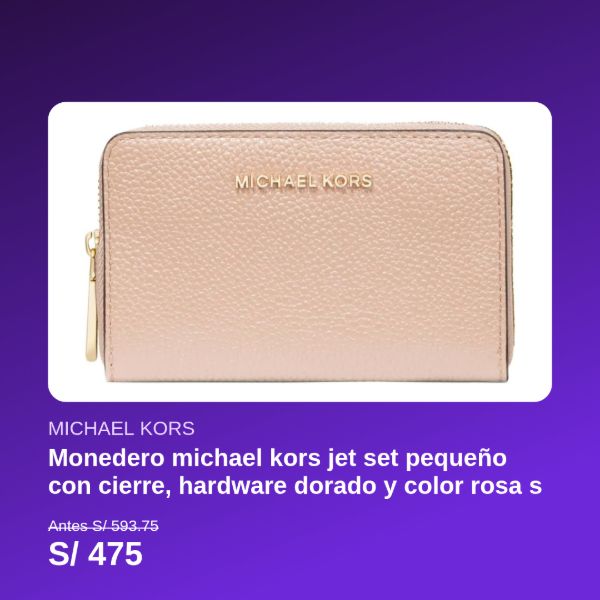 MICHAEL KORS
MICHAEL KORS
Monedero michael kors jet set pequeño
con cierre, hardware dorado y color rosa s
Antes S/ 593.75
S/ 475